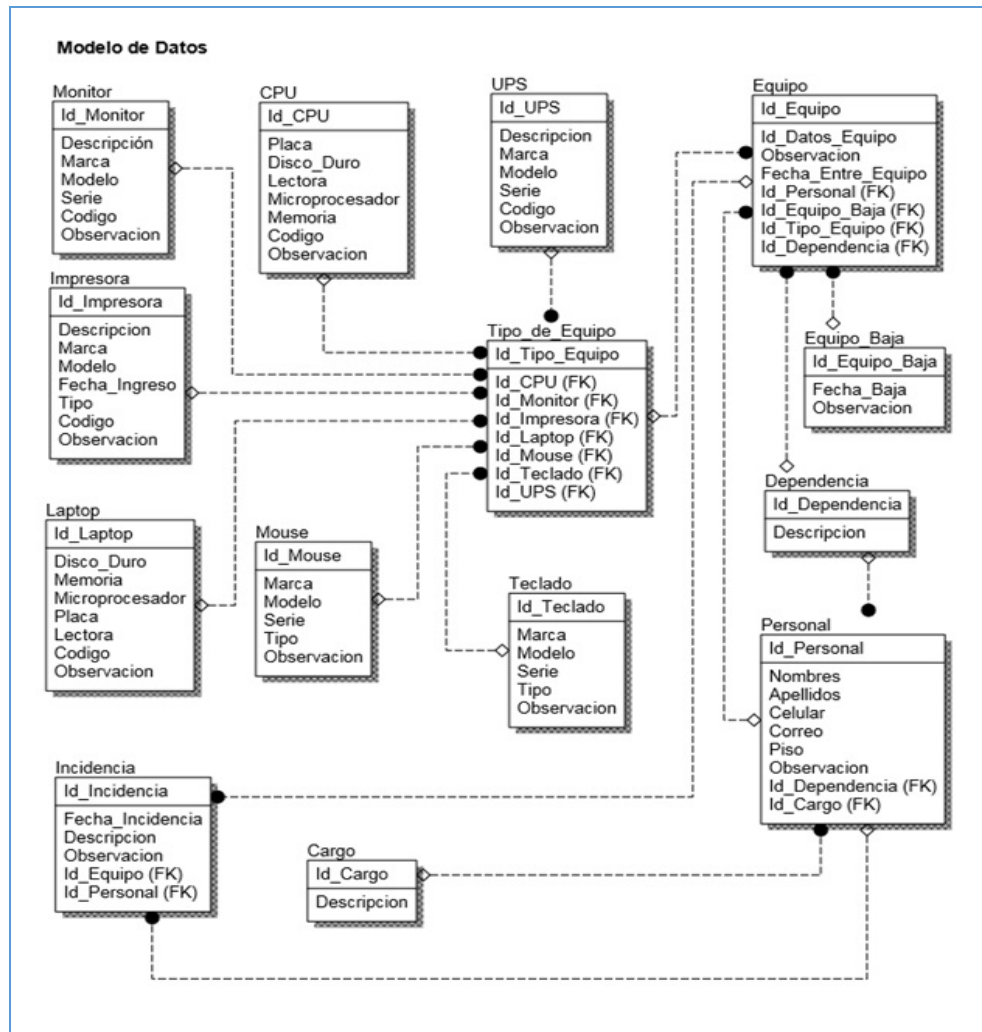 Modelo de Datos
Monitor
Id_Monitor
Descripción
Marca
Modelo
Serie
Codigo
Observacion
CPU
Id_CPU
Placa
Disco_Duro
Lectora
Microprocesador
Memoria
Codigo
Observacion
UPS
Id_UPS
Descripcion
Marca
Modelo
Serie
Codigo
Observacion
Equipo
Id_Equipo
Id_Datos_Equipo
Observacion
Fecha_Entre_Equipo
Id_Personal (FK)
Id_Equipo_Baja (FK)
Id_Tipo_Equipo (FK)
Id_Dependencia (FK)
Impresora
Id_Impresora
Descripcion
Marca
Modelo
Fecha_Ingreso
Tipo
Codigo
Observacion
Tipo_de_Equipo
Id_Tipo_Equipo
Id_CPU (FK)
Id_Monitor (FK)
Id_Impresora (FK)
Id_Laptop (FK)
Id_Mouse (FK)
Id_Teclado (FK)
Id_UPS (FK)
Equipo_Baja
Id_Equipo_Baja
Fecha_Baja
Observacion
Dependencia
Id_Dependencia
Descripcion
Laptop
Id_Laptop
Disco_Duro
Memoria
Microprocesador
Placa
Lectora
Codigo
Observacion
Mouse
Id_Mouse
Marca
Modelo
Serie
Tipo
Observacion
Teclado
Id_Teclado
Marca
Modelo
Serie
Tipo
Observacion
Personal
Id_Personal
Nombres
Apellidos
Celular
Correo
Piso
Observacion
Id_Dependencia (FK)
Id_Cargo (FK)
Incidencia
Id_Incidencia
Fecha_Incidencia
Descripcion
Observacion
Id_Equipo (FK)
Id_Personal (FK)
Cargo
Id_Cargo
Descripcion